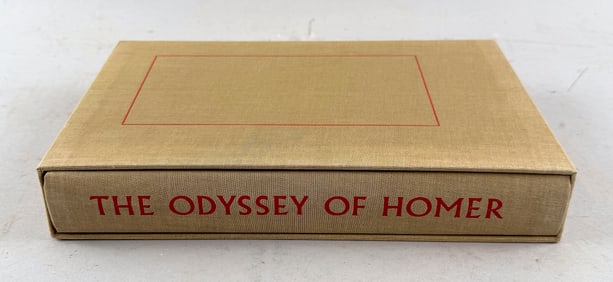 THE ODYSSEY OF HOMER